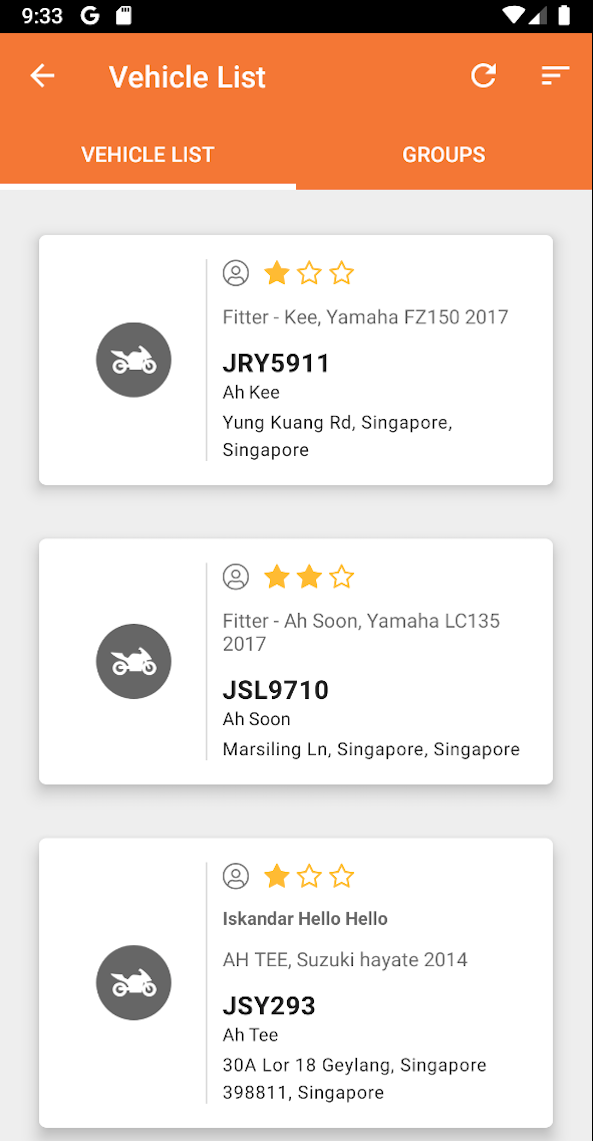 9:33
Vehicle List
VEHICLE LIST
GROUPS
Fitter - Kee, Yamaha FZ150 2017
JRY5911
Ah Kee
Yung Kuang Rd, Singapore,
Singapore
Fitter - Ah Soon, Yamaha LC135
2017
JSL9710
Ah Soon
Marsiling Ln, Singapore, Singapore
Iskandar Hello Hello
AH TEE, Suzuki hayate 2014
JSY293
Ah Tee
30A Lor 18 Geylang, Singapore
398811, Singapore